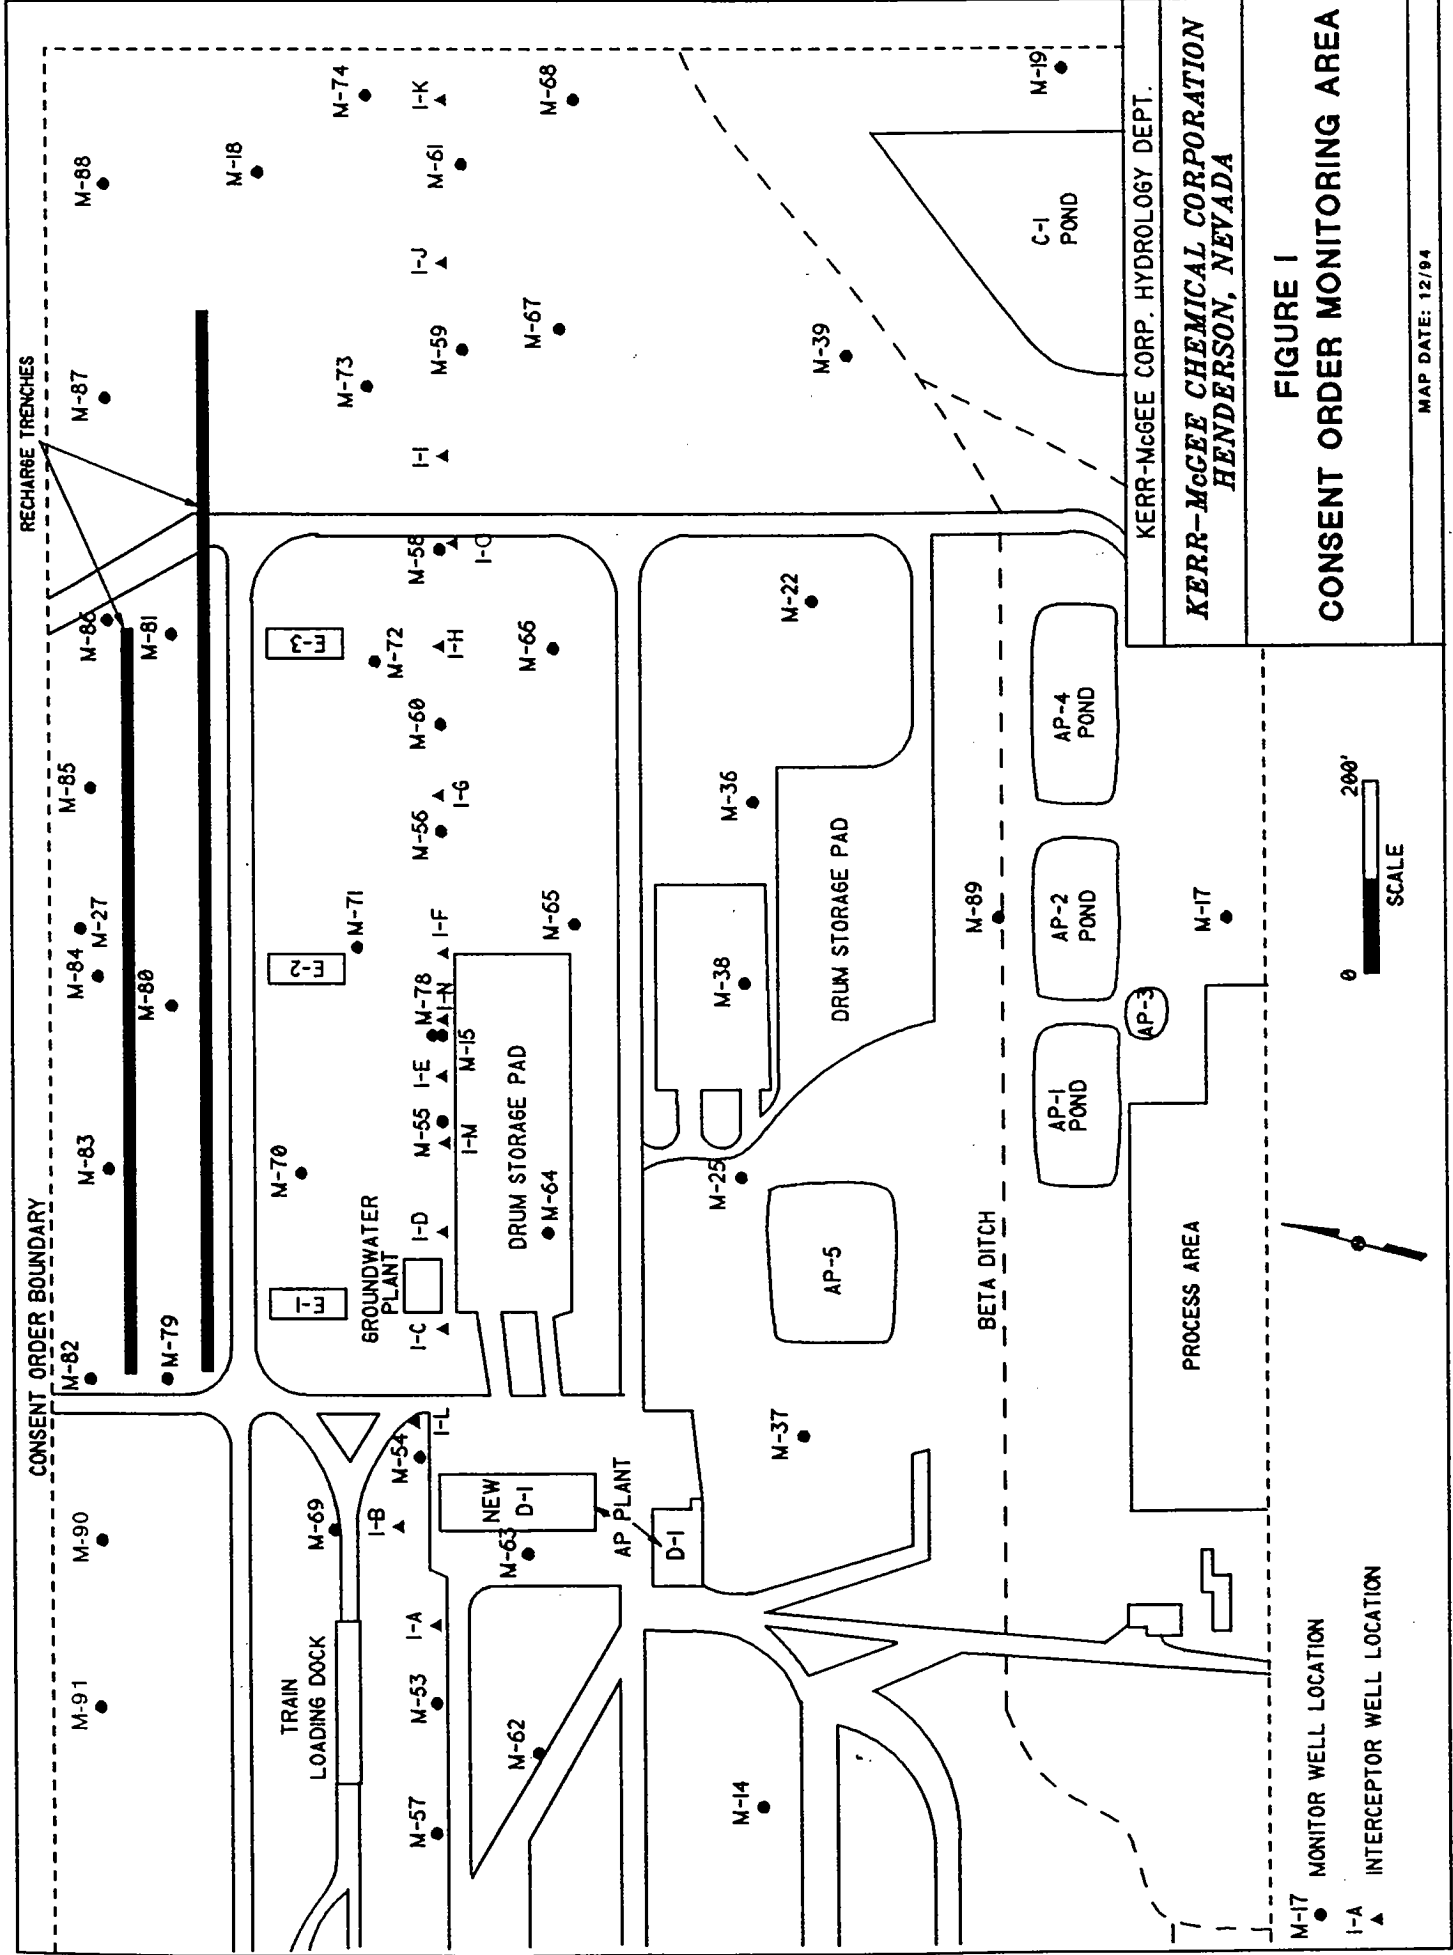 CONSENT ORDER BOUNDARY
RECHARGE TRENCHES
M-91
M-90
M-82
M-79
M-83
M-84
M-27
M-80
M-85
M-86
M-81
M-87
M-88
M-18
TRAIN
LOADING DOCK
M-69
E-1
M-70
E-2
M-71
E-3
M-72
M-73
M-74
GROUNDWATER
PLANT
M-57
M-53
I-A
I-B
M-54
I-L
I-C
I-D
M-55
I-M
I-E
M-15
M-78
I-N
I-F
M-56
I-G
M-60
I-H
M-58
I-O
I-I
M-59
I-J
M-61
I-K
M-62
M-63
NEW
D-1
AP PLANT
D-1
DRUM STORAGE PAD
M-64
M-65
M-66
M-67
M-68
M-14
M-37
M-25
AP-5
M-38
M-36
DRUM STORAGE PAD
M-22
M-39
C-1
POND
M-19
BETA DITCH
M-89
AP-1
POND
AP-2
POND
AP-3
AP-4
POND
PROCESS AREA
M-17
0
200'
SCALE
M-17
MONITOR WELL LOCATION
I-A
INTERCEPTOR WELL LOCATION
KERR-McGEE CORP. HYDROLOGY DEPT.
KERR-McGEE CHEMICAL CORPORATION
HENDERSON, NEVADA
FIGURE 1
CONSENT ORDER MONITORING AREA
MAP DATE: 12/94